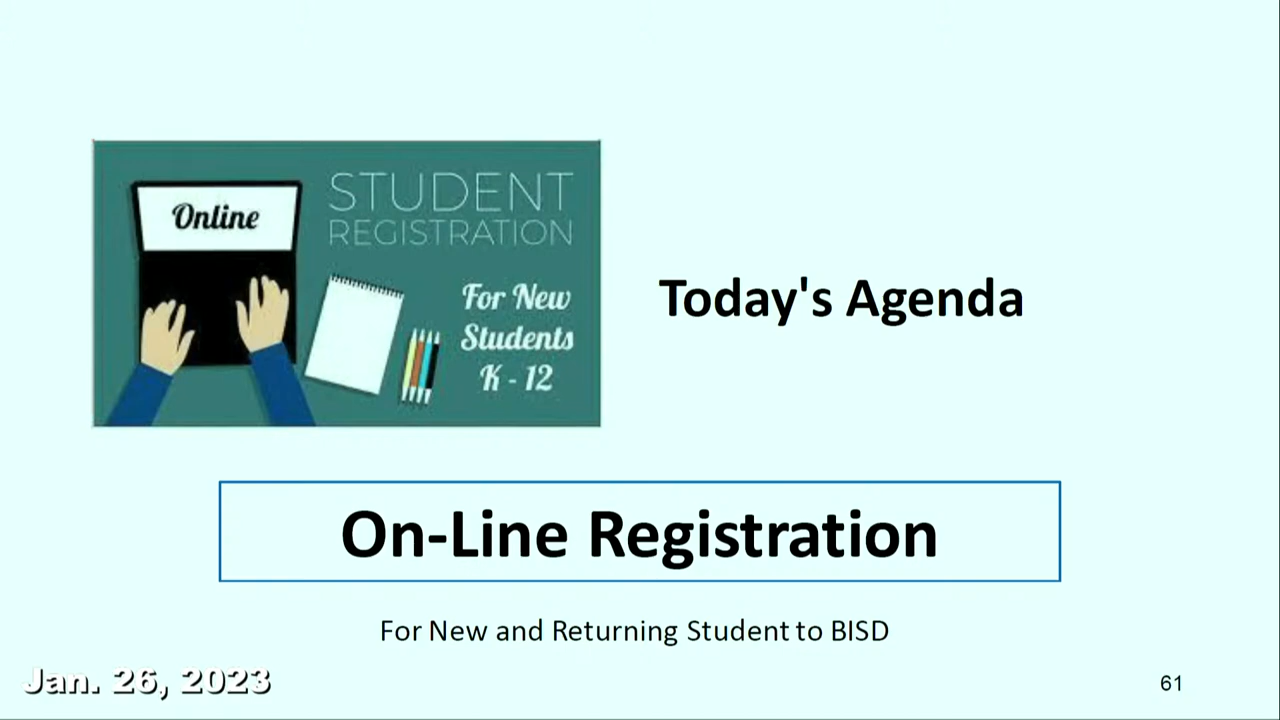 Online
STUDENT
REGISTRATION
For New
Students
K - 12
Today's Agenda
On-Line Registration
For New and Returning Student to BISD
Jan. 26, 2023
61